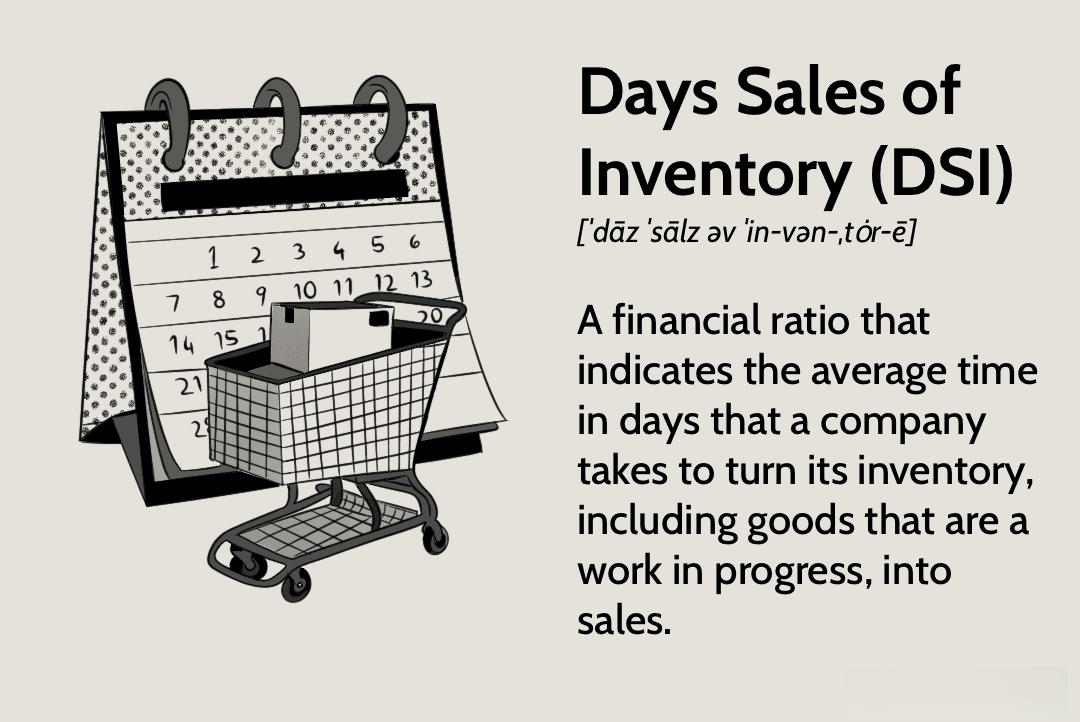 Days Sales of
Inventory (DSI)
[ˈdāz ˈsālz əv ˈin-vən-ˌtȯr-ē]
A financial ratio that
indicates the average time
in days that a company
takes to turn its inventory,
including goods that are a
work in progress, into
sales.
1 2 3 4 5 6
7 8 9 10 11 12 13
14 15 20
21